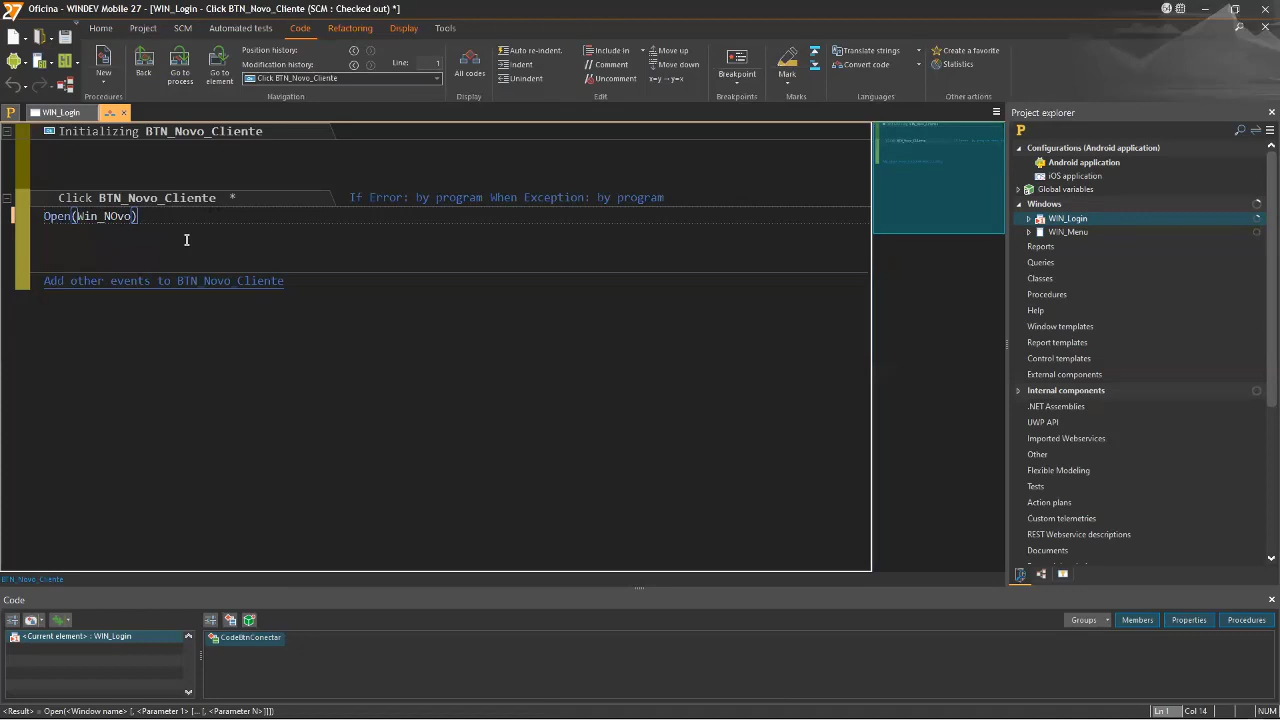 27 Oficina - WINDEV Mobile 27 - [WIN_Login - Click BTN_Novo_Cliente (SCM : Checked out) *]
Home Project SCM Automated tests Code Refactoring Display Tools
New
Procedures
Back
Go to process
Go to element
Position history:
Modification history:
Line: 1
Click BTN_Novo_Cliente
Navigation
All codes
Display
Auto re-indent.
Indent
Unindent
Include in
Comment
Uncomment
Move up
Move down
x=y→y=x
Edit
Breakpoint
Breakpoints
Mark
Marks
Translate strings
Convert code
Languages
Create a favorite
Statistics
Other actions
WIN_Login
Initializing BTN_Novo_Cliente
Click BTN_Novo_Cliente * If Error: by program When Exception: by program
Open(Win_NOvo)
Add other events to BTN_Novo_Cliente
BTN_Novo_Cliente
Project explorer
Configurations (Android application)
Android application
iOS application
Global variables
Windows
WIN_Login
WIN_Menu
Reports
Queries
Classes
Procedures
Help
Window templates
Report templates
Control templates
External components
Internal components
.NET Assemblies
UWP API
Imported Webservices
Other
Flexible Modeling
Tests
Action plans
Custom telemetries
REST Webservice descriptions
Documents
Code
Groups Members Properties Procedures
<Current element> : WIN_Login
CodeBtnConectar
<Result> = Open(<Window name> [, <Parameter 1> [... [, <Parameter N>]]])
Ln 1 Col 14 NUM